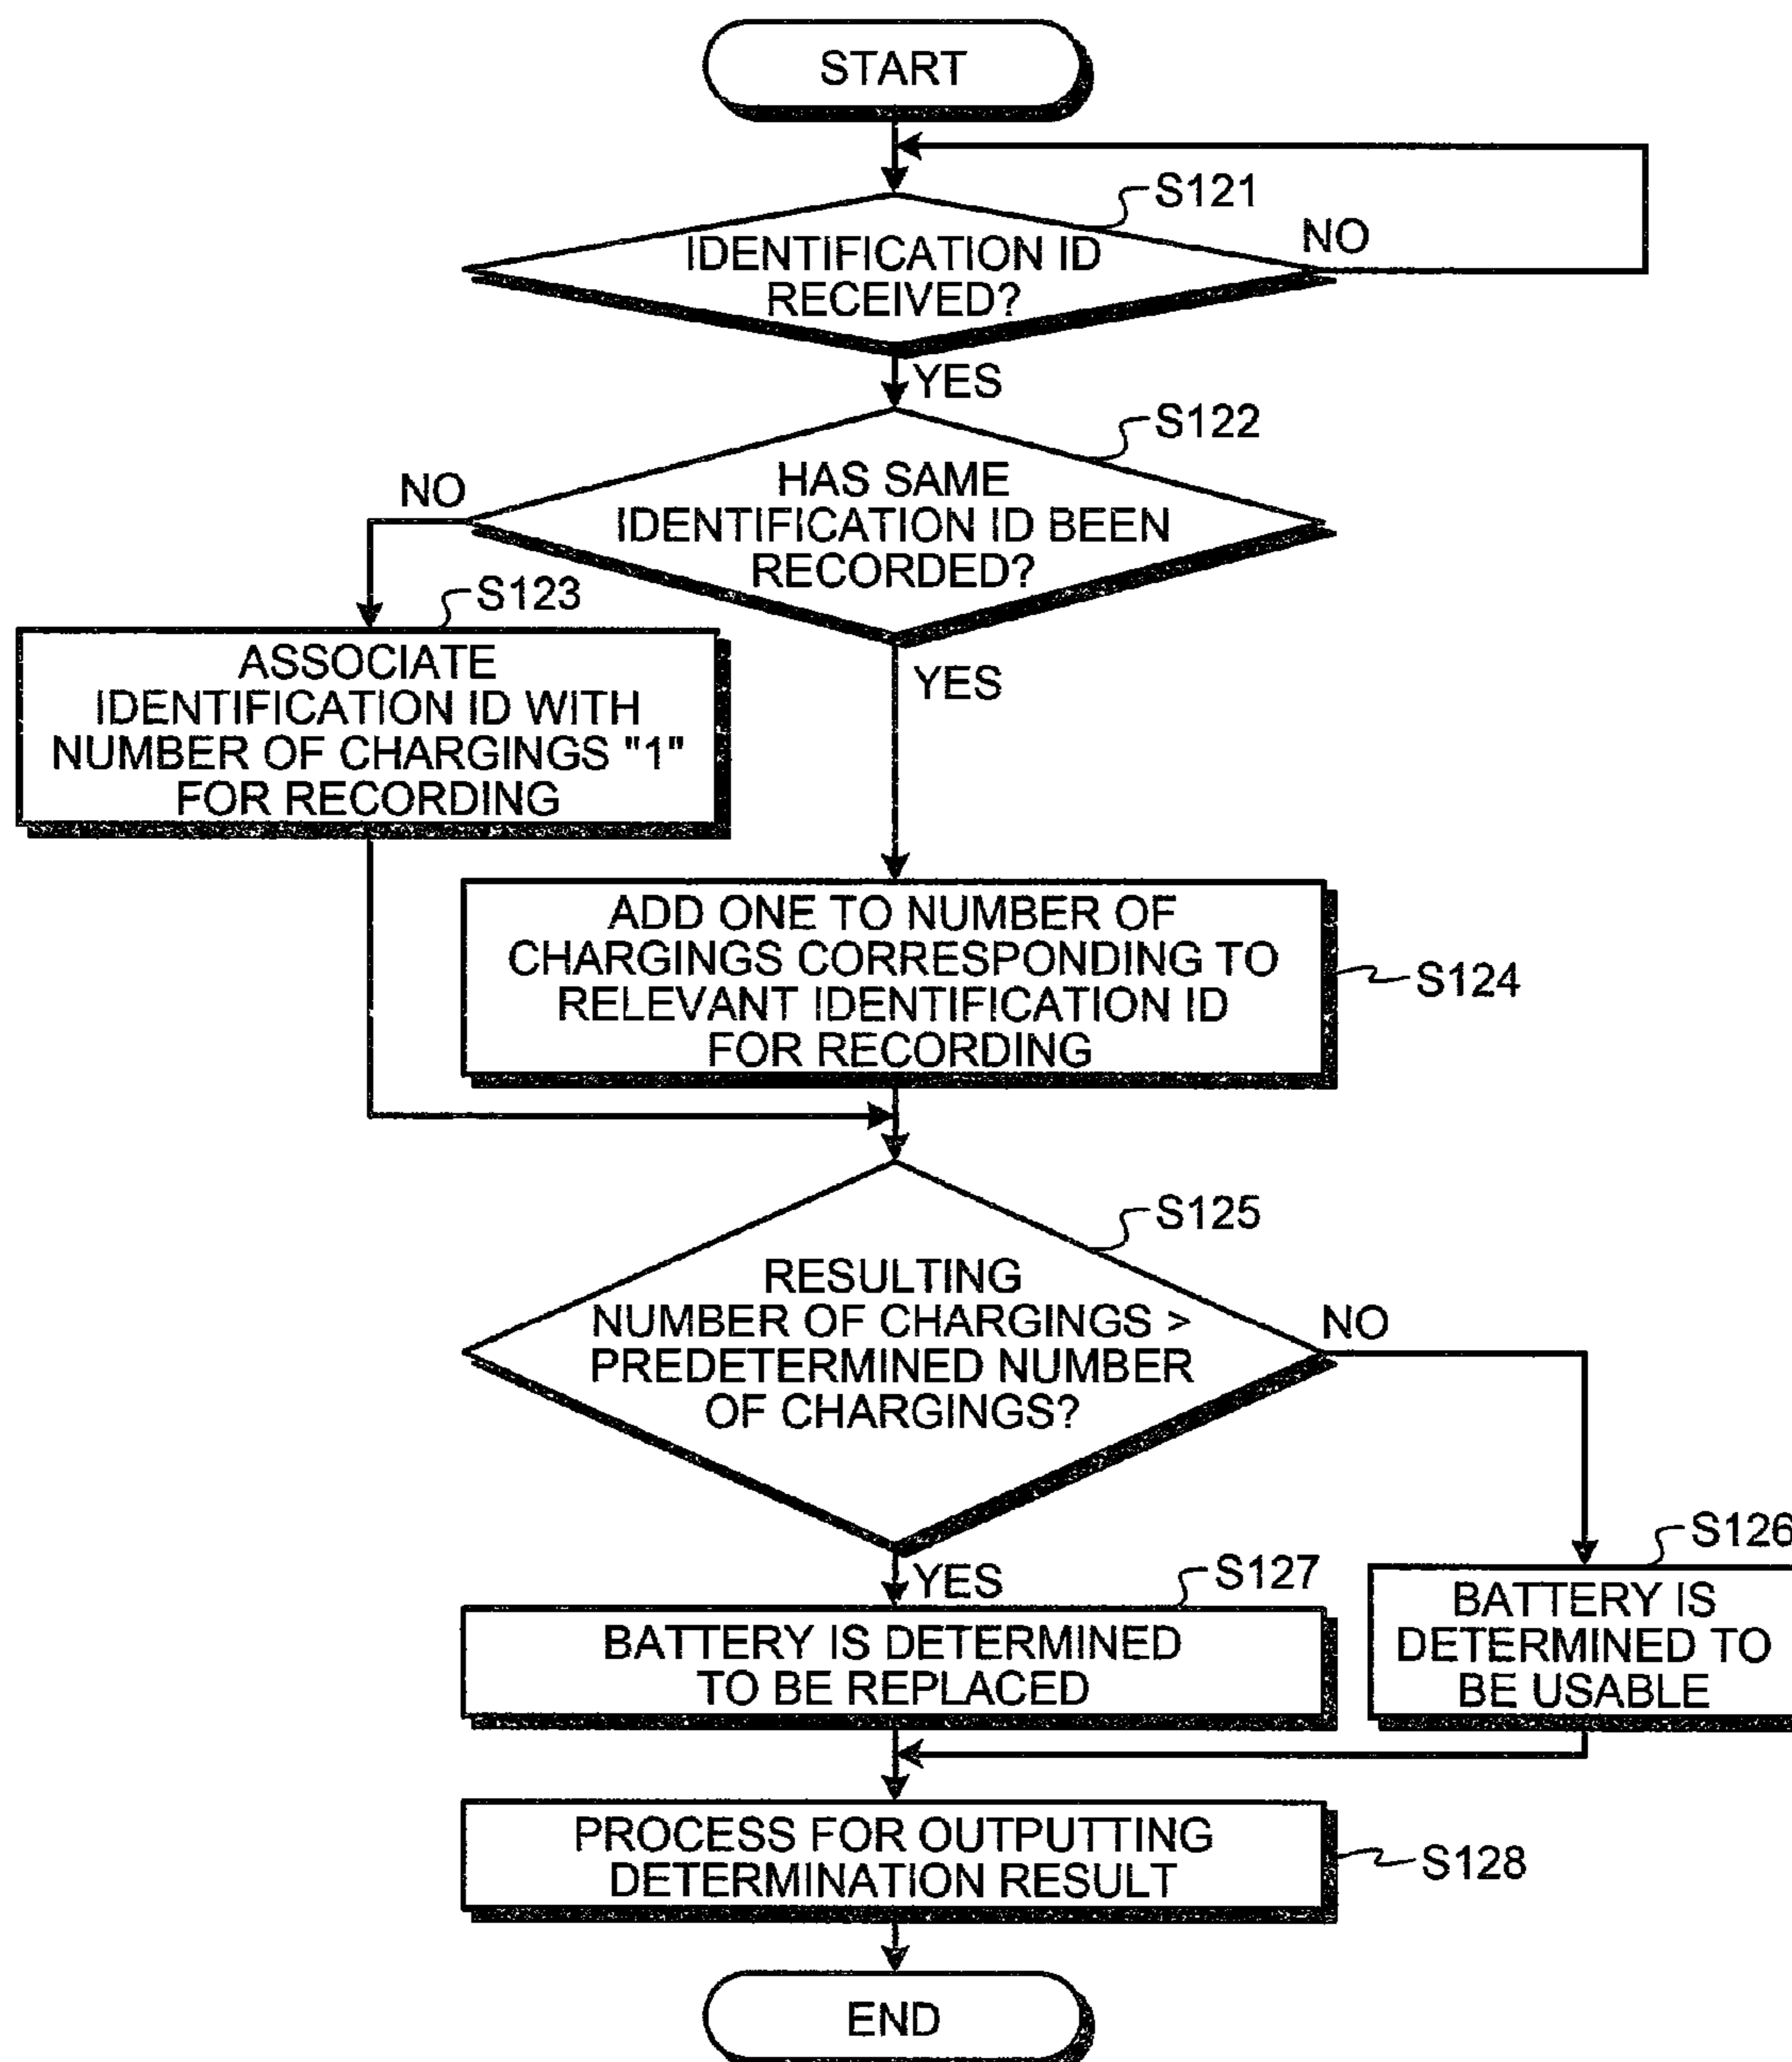 START
S121
IDENTIFICATION ID
RECEIVED?
NO
YES
S122
HAS SAME
IDENTIFICATION ID BEEN
RECORDED?
NO
S123
ASSOCIATE
IDENTIFICATION ID WITH
NUMBER OF CHARGINGS "1"
FOR RECORDING
YES
ADD ONE TO NUMBER OF
CHARGINGS CORRESPONDING TO
RELEVANT IDENTIFICATION ID
FOR RECORDING
S124
S125
RESULTING
NUMBER OF CHARGINGS >
PREDETERMINED NUMBER
OF CHARGINGS?
NO
S126
BATTERY IS
DETERMINED TO
BE USABLE
YES
S127
BATTERY IS DETERMINED
TO BE REPLACED
PROCESS FOR OUTPUTTING
DETERMINATION RESULT
S128
END